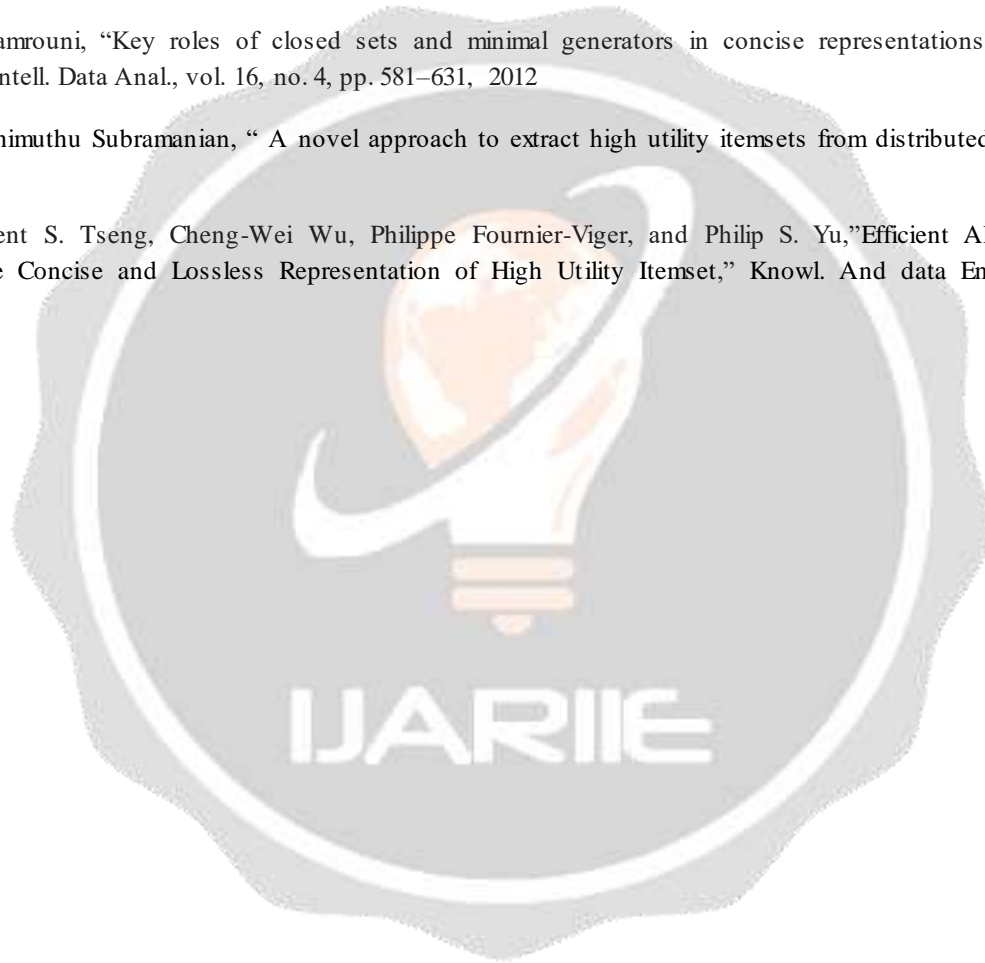 amrouni, “Key roles of closed sets and minimal generators in concise representations
ntell. Data Anal., vol. 16, no. 4, pp. 581–631, 2012
himuthu Subramanian, “ A novel approach to extract high utility itemsets from distributed
ent S. Tseng, Cheng-Wei Wu, Philippe Fournier-Viger, and Philip S. Yu,”Efficient Al
e Concise and Lossless Representation of High Utility Itemset,” Knowl. And data En
IJARIIE